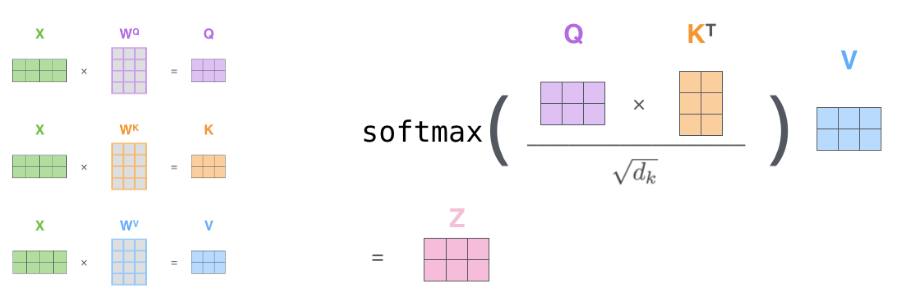 X W^Q Q
× =
X W^K K
× =
X W^V V
× =
Q K^T V
softmax ( × )
√d_k
Z
=